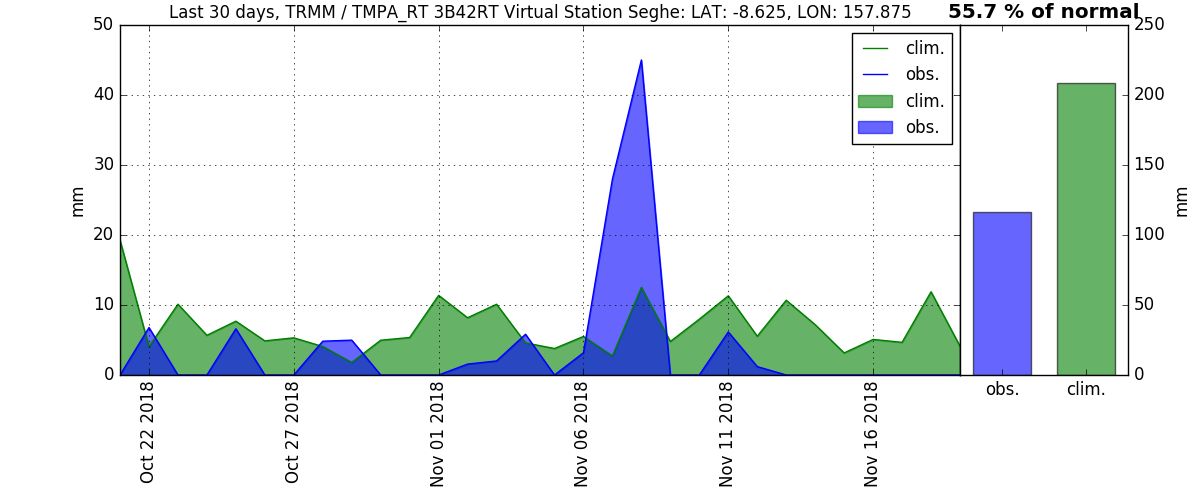 Last 30 days, TRMM / TMPA_RT 3B42RT Virtual Station Seghe: LAT: -8.625, LON: 157.875
55.7 % of normal
50
40
30
20
10
0
mm
clim.
obs.
clim.
obs.
Oct 22 2018
Oct 27 2018
Nov 01 2018
Nov 06 2018
Nov 11 2018
Nov 16 2018
250
200
150
100
50
0
mm
obs.
clim.